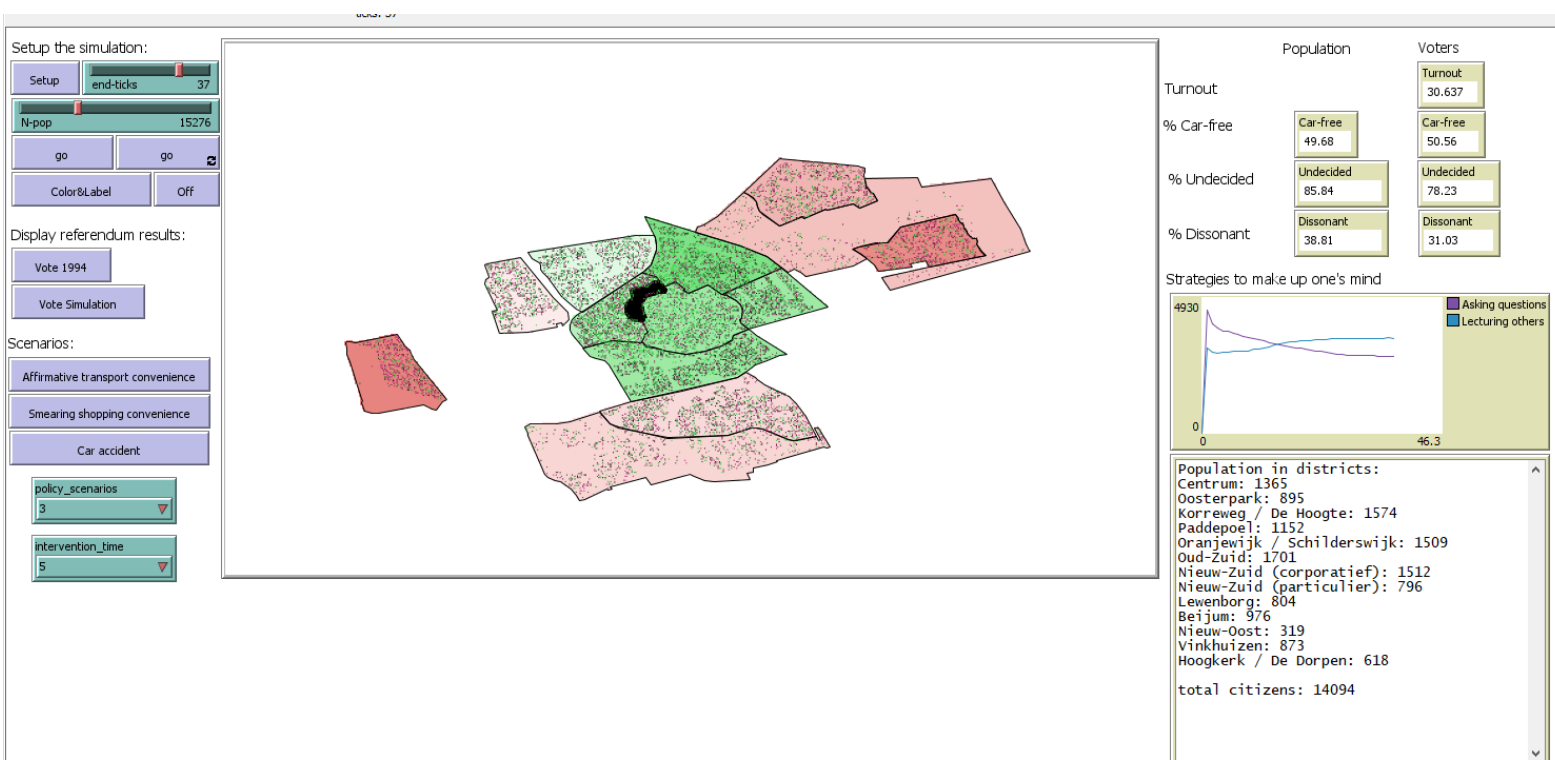 Setup the simulation:
Setup
end-ticks 37
N-pop 15276
go
go
Color&Label
Off
Display referendum results:
Vote 1994
Vote Simulation
Scenarios:
Affirmative transport convenience
Smearing shopping convenience
Car accident
policy_scenarios
3
intervention_time
5
Population Voters
Turnout
Turnout
30.637
% Car-free
Car-free
49.68
Car-free
50.56
% Undecided
Undecided
85.84
Undecided
78.23
% Dissonant
Dissonant
38.81
Dissonant
31.03
Strategies to make up one's mind
4930
0
0
46.3
Asking questions
Lecturing others
Population in districts:
Centrum: 1365
Oosterpark: 895
Korreweg / De Hoogte: 1574
Paddepoel: 1152
Oranjewijk / Schilderswijk: 1509
Oud-Zuid: 1701
Nieuw-Zuid (corporatief): 1512
Nieuw-Zuid (particulier): 796
Lewenborg: 804
Beijum: 976
Nieuw-Oost: 319
Vinkhuizen: 873
Hoogkerk / De Dorpen: 618
total citizens: 14094